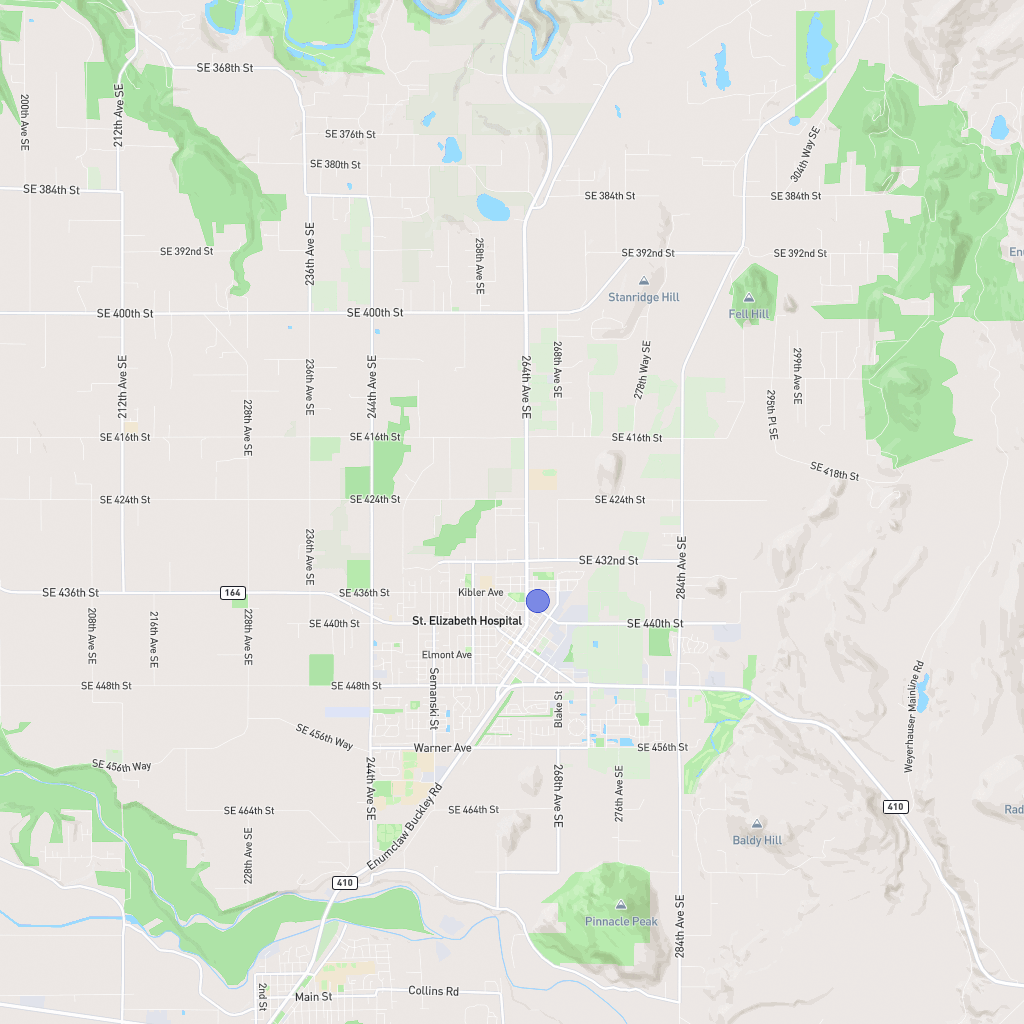 SE 368th St
200th Ave SE
212th Ave SE
SE 376th St
304th Way SE
SE 380th St
SE 384th St
SE 384th St
SE 384th St
236th Ave SE
258th Ave SE
SE 392nd St
SE 392nd St
SE 392nd St
Stanridge Hill
Fell Hill
SE 400th St
SE 400th St
212th Ave SE
236th Ave SE
244th Ave SE
264th Ave SE
268th Ave SE
278th Way SE
299th Ave SE
228th Ave SE
295th Pl SE
SE 416th St
SE 416th St
SE 416th St
SE 418th St
SE 424th St
SE 424th St
SE 424th St
236th Ave SE
SE 432nd St
284th Ave SE
SE 436th St
164
SE 436th St
Kibler Ave
208th Ave SE
216th Ave SE
228th Ave SE
SE 440th St
St. Elizabeth Hospital
SE 440th St
Elmont Ave
SE 448th St
SE 448th St
Semanski St
Blake St
Weyerhauser Mainline Rd
SE 456th Way
SE 456th Way
Warner Ave
SE 456th St
244th Ave SE
268th Ave SE
276th Ave SE
SE 464th St
SE 464th St
Enumclaw Buckley Rd
410
Rad
228th Ave SE
Baldy Hill
410
Pinnacle Peak
284th Ave SE
2nd St
Main St
Collins Rd